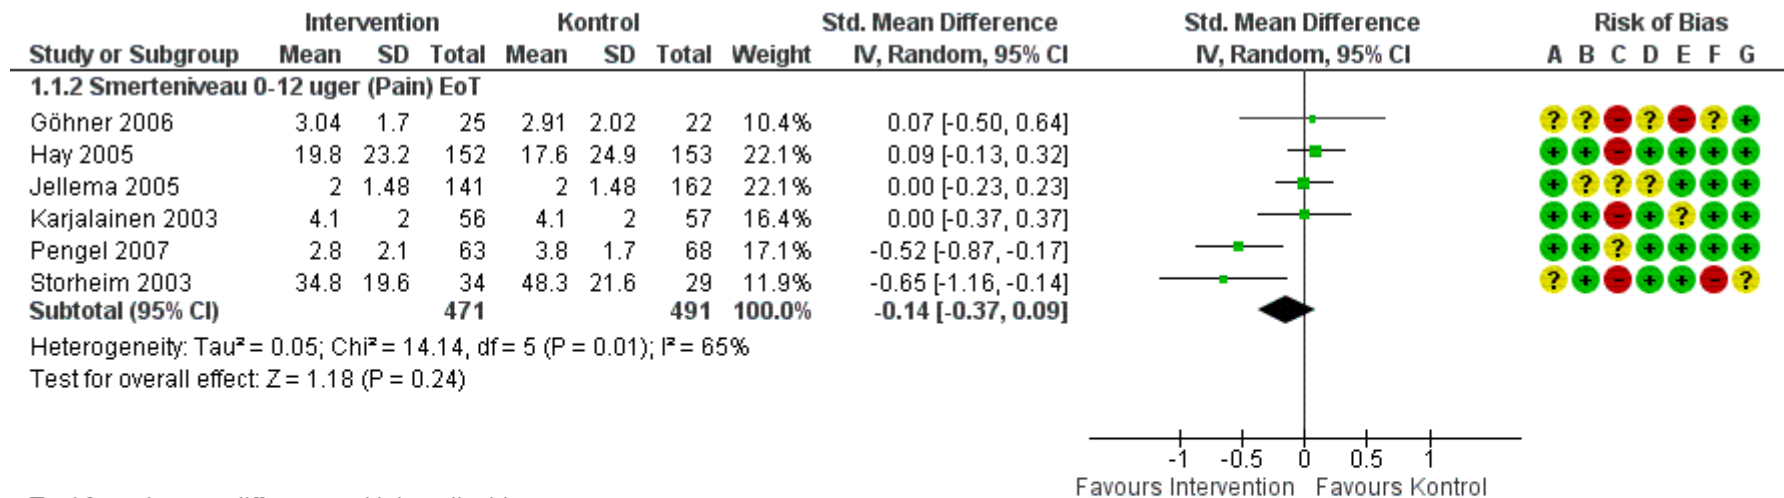 Intervention Kontrol Std. Mean Difference Std. Mean Difference Risk of Bias
Study or Subgroup Mean SD Total Mean SD Total Weight IV, Random, 95% CI IV, Random, 95% CI A B C D E F G
1.1.2 Smerteniveau 0-12 uger (Pain) EoT
Göhner 2006 3.04 1.7 25 2.91 2.02 22 10.4% 0.07 [-0.50, 0.64] ? ? - ? - ? +
Hay 2005 19.8 23.2 152 17.6 24.9 153 22.1% 0.09 [-0.13, 0.32] + + - + + + +
Jellema 2005 2 1.48 141 2 1.48 162 22.1% 0.00 [-0.23, 0.23] + ? ? ? + + +
Karjalainen 2003 4.1 2 56 4.1 2 57 16.4% 0.00 [-0.37, 0.37] + + - + ? + +
Pengel 2007 2.8 2.1 63 3.8 1.7 68 17.1% -0.52 [-0.87, -0.17] + + ? + + + +
Storheim 2003 34.8 19.6 34 48.3 21.6 29 11.9% -0.65 [-1.16, -0.14] ? + - + + - ?
Subtotal (95% CI) 471 491 100.0% -0.14 [-0.37, 0.09]
Heterogeneity: Tau² = 0.05; Chi² = 14.14, df = 5 (P = 0.01); I² = 65%
Test for overall effect: Z = 1.18 (P = 0.24)
-1 -0.5 0 0.5 1
Favours Intervention Favours Kontrol